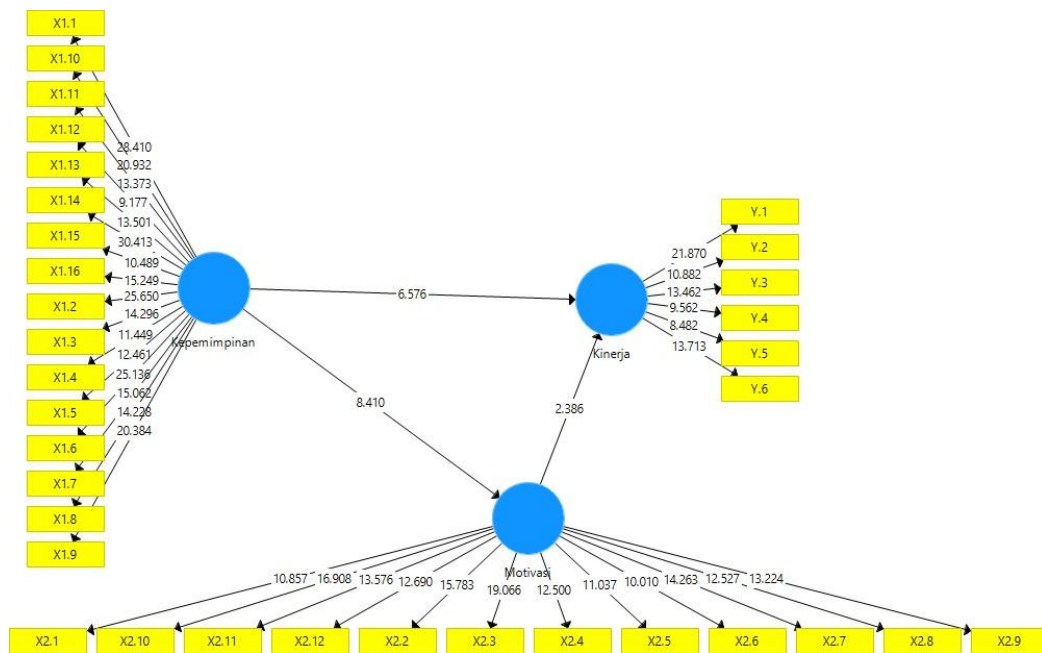 X1.1
X1.10
X1.11
X1.12
X1.13
X1.14
X1.15
X1.16
X1.2
X1.3
X1.4
X1.5
X1.6
X1.7
X1.8
X1.9
28.410
20.932
13.373
9.177
13.501
30.413
10.489
15.249
25.650
14.296
11.449
12.461
25.136
15.062
14.228
20.384
Kepemimpinan
6.576
8.410
2.386
Kinerja
21.870
10.882
13.462
9.562
8.482
13.713
Y.1
Y.2
Y.3
Y.4
Y.5
Y.6
Motivasi
10.857 16.908 13.576 12.690 15.783 19.066 12.500 11.037 10.010 14.263 12.527 13.224
X2.1 X2.10 X2.11 X2.12 X2.2 X2.3 X2.4 X2.5 X2.6 X2.7 X2.8 X2.9